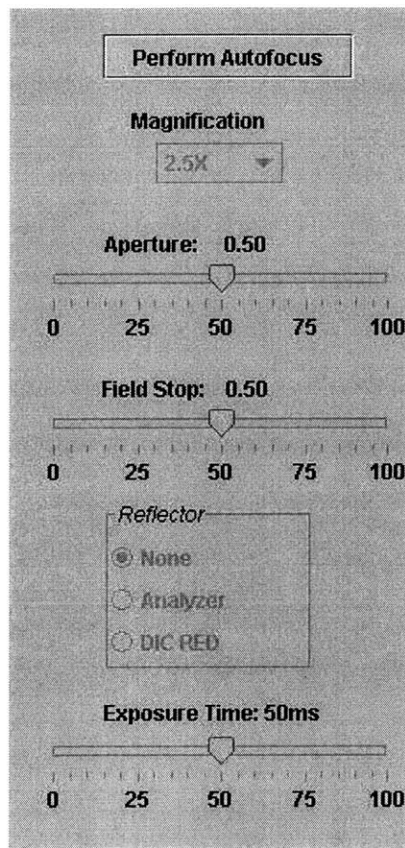 Perform Autofocus
Magnification
2.5X
Aperture: 0.50
0 25 50 75 100
Field Stop: 0.50
0 25 50 75 100
Reflector
None
Analyzer
DIC RED
Exposure Time: 50ms
0 25 50 75 100